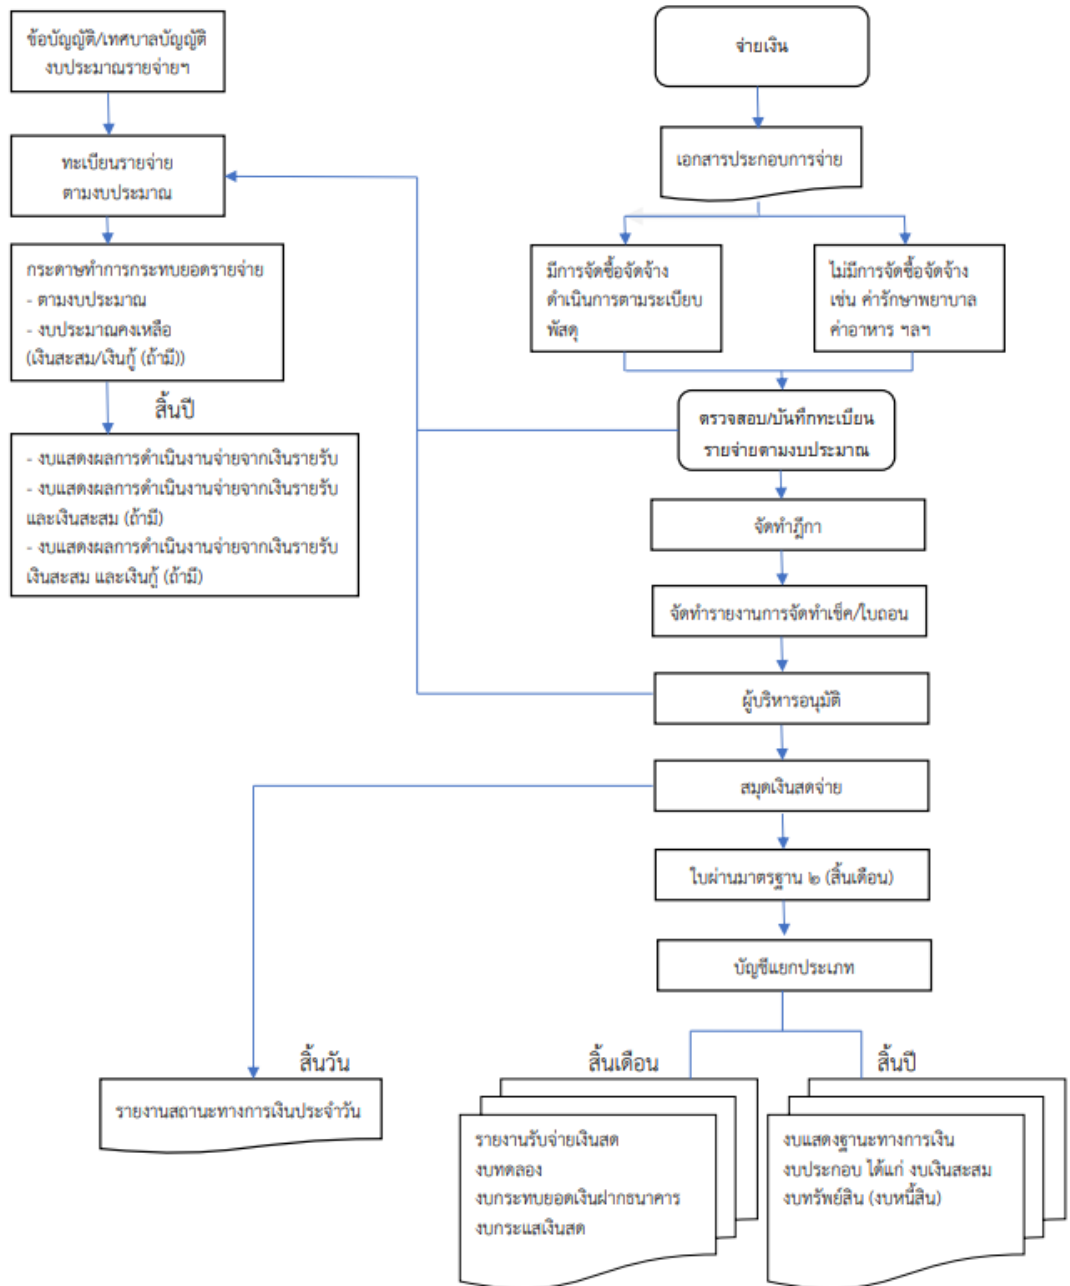 ข้อบัญญัติ/เทศบาลบัญญัติ
งบประมาณรายจ่ายฯ
ทะเบียนรายจ่าย
ตามงบประมาณ
กระดาษทำการกระทบยอดรายจ่าย
- ตามงบประมาณ
- งบประมาณคงเหลือ
(เงินสะสม/เงินกู้ (ถ้ามี))
สิ้นปี
- งบแสดงผลการดำเนินงานจ่ายจากเงินรายรับ
- งบแสดงผลการดำเนินงานจ่ายจากเงินรายรับ
และเงินสะสม (ถ้ามี)
- งบแสดงผลการดำเนินงานจ่ายจากเงินรายรับ
เงินสะสม และเงินกู้ (ถ้ามี)
จ่ายเงิน
เอกสารประกอบการจ่าย
มีการจัดซื้อจัดจ้าง
ดำเนินการตามระเบียบ
พัสดุ
ไม่มีการจัดซื้อจัดจ้าง
เช่น ค่ารักษาพยาบาล
ค่าอาหาร ฯลฯ
ตรวจสอบ/บันทึกทะเบียน
รายจ่ายตามงบประมาณ
จัดทำฎีกา
จัดทำรายงานการจัดทำเช็ค/ใบถอน
ผู้บริหารอนุมัติ
สมุดเงินสดจ่าย
ใบผ่านมาตรฐาน ๒ (สิ้นเดือน)
บัญชีแยกประเภท
สิ้นวัน
รายงานสถานะทางการเงินประจำวัน
สิ้นเดือน
รายงานรับจ่ายเงินสด
งบทดลอง
งบกระทบยอดเงินฝากธนาคาร
งบกระแสเงินสด
สิ้นปี
งบแสดงฐานะทางการเงิน
งบประกอบ ได้แก่ งบเงินสะสม
งบทรัพย์สิน (งบหนี้สิน)